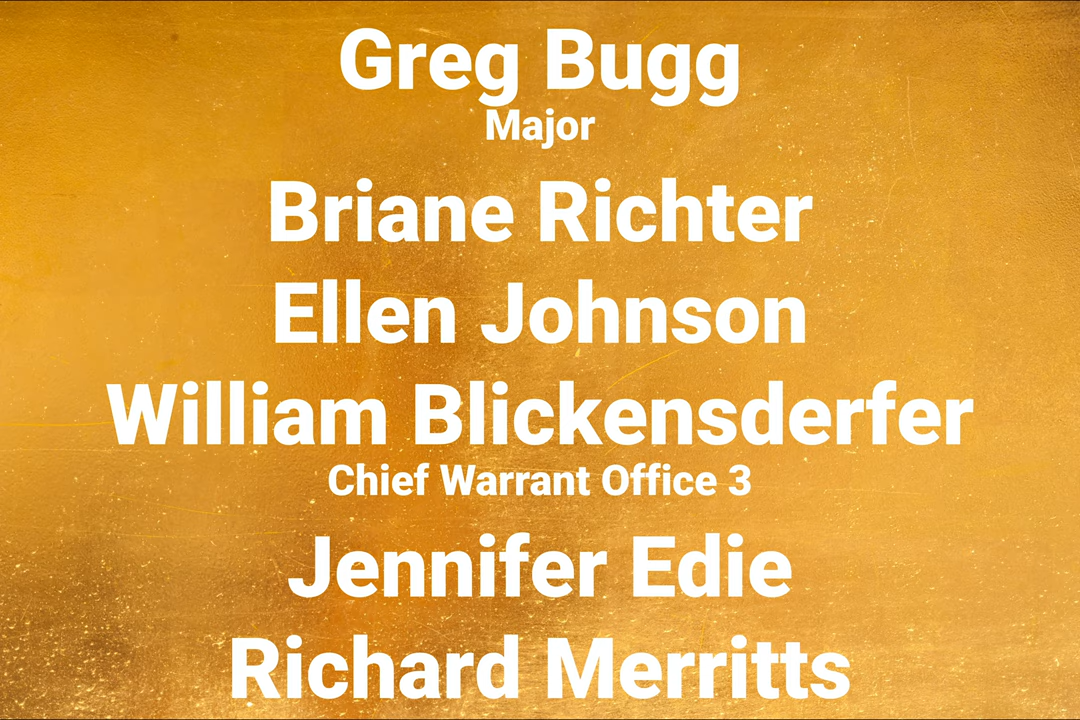 Greg Bugg
Major
Briane Richter
Ellen Johnson
William Blickensderfer
Chief Warrant Office 3
Jennifer Edie
Richard Merritts